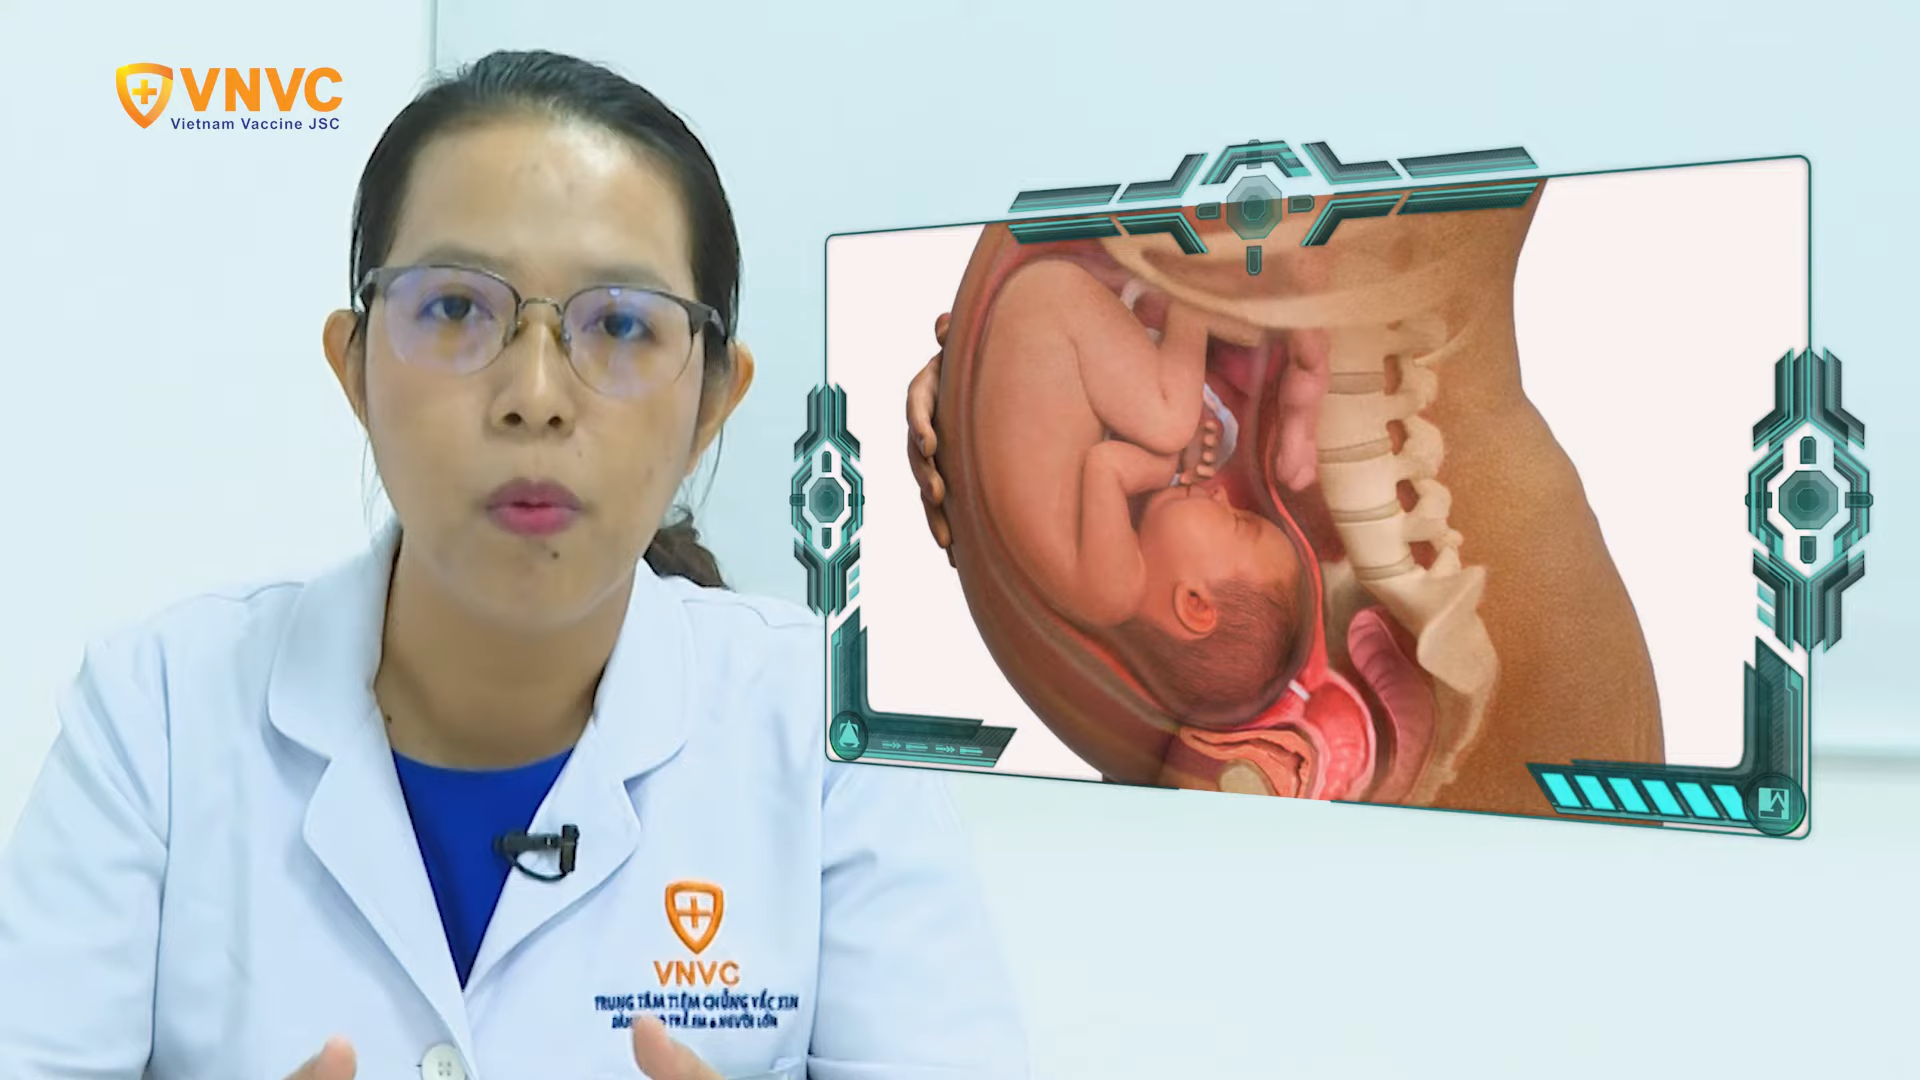 VNVC
Vietnam Vaccine JSC
VNVC
TRUNG TÂM TIÊM CHỦNG VẮC XIN
TRẺ EM & NGƯỜI LỚN